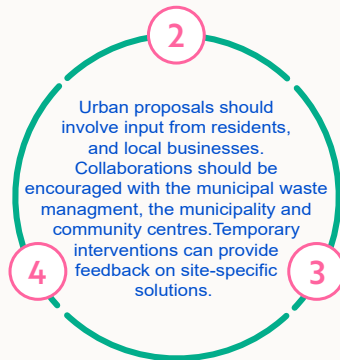 2
Urban proposals should
involve input from residents,
and local businesses.
Collaborations should be
encouraged with the municipal waste
managment, the municipality and
community centres.Temporary
interventions can provide
feedback on site-specific
solutions.
4
3